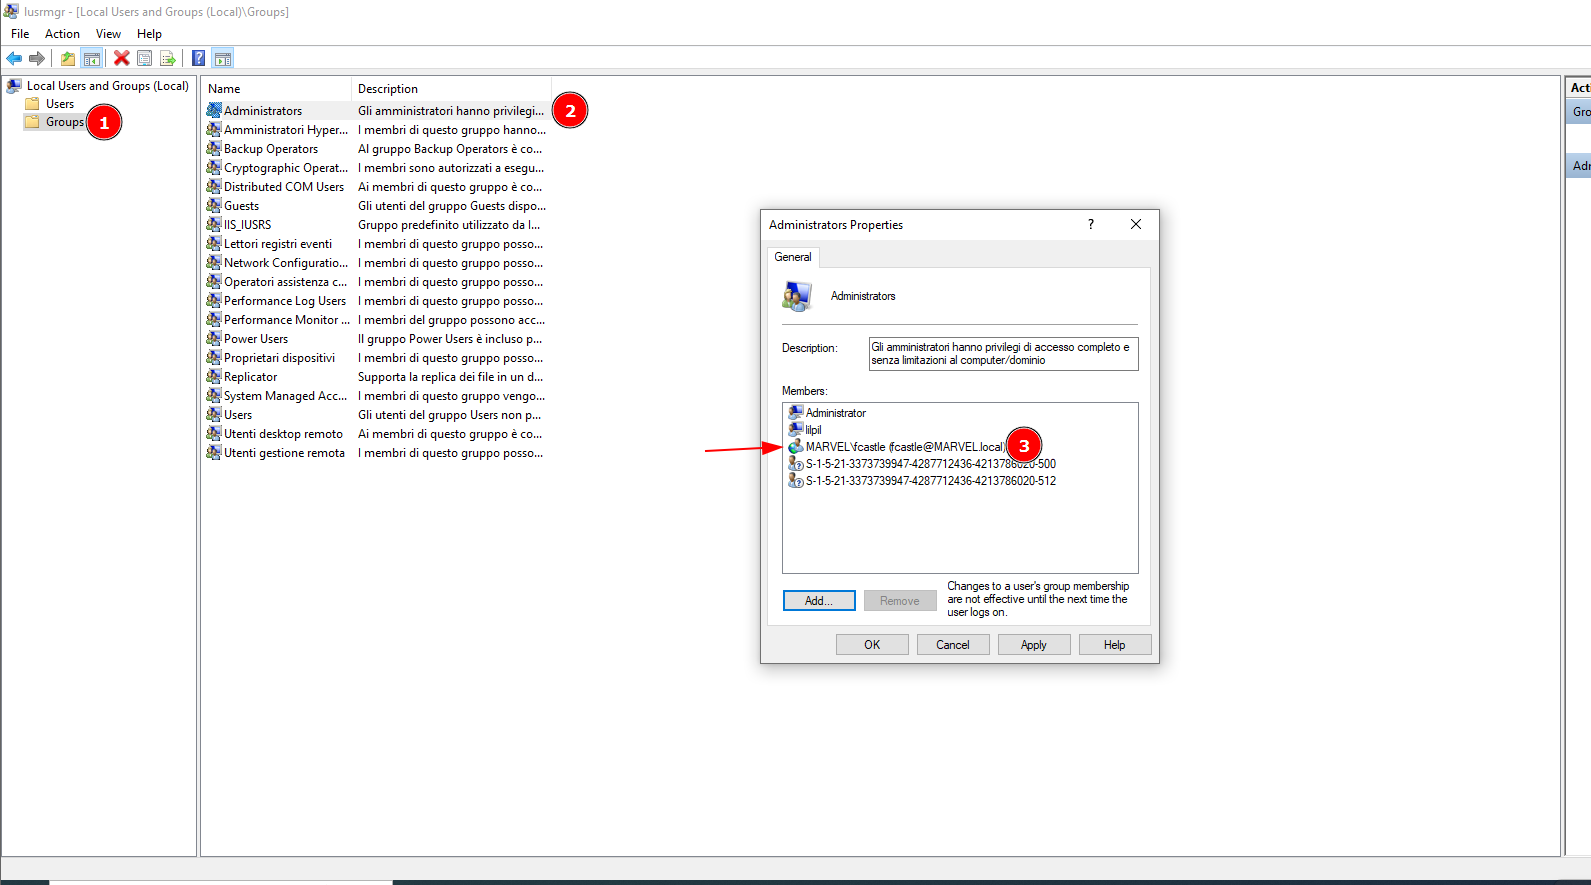 lusrmgr - [Local Users and Groups (Local)\Groups]
File Action View Help
Local Users and Groups (Local)
Users
Groups
1
Name Description
Administrators Gli amministratori hanno privilegi...
2
Amministratori Hyper... I membri di questo gruppo hanno...
Backup Operators Al gruppo Backup Operators è co...
Cryptographic Operat... I membri sono autorizzati a esegu...
Distributed COM Users Ai membri di questo gruppo è co...
Guests Gli utenti del gruppo Guests dispo...
IIS_IUSRS Gruppo predefinito utilizzato da I...
Lettori registri eventi I membri di questo gruppo posso...
Network Configuratio... I membri di questo gruppo posso...
Operatori assistenza c... I membri di questo gruppo posso...
Performance Log Users I membri di questo gruppo posso...
Performance Monitor ... I membri del gruppo possono acc...
Power Users Il gruppo Power Users è incluso p...
Proprietari dispositivi I membri di questo gruppo posso...
Replicator Supporta la replica dei file in un d...
System Managed Acc... I membri di questo gruppo vengo...
Users Gli utenti del gruppo Users non p...
Utenti desktop remoto Ai membri di questo gruppo è co...
Utenti gestione remota I membri di questo gruppo posso...
Administrators Properties ?
General
Administrators
Description: Gli amministratori hanno privilegi di accesso completo e
senza limitazioni al computer/dominio
Members:
Administrator
lilpil
MARVEL\fcastle (fcastle@MARVEL.local)
3
S-1-5-21-3373739947-4287712436-4213786020-500
S-1-5-21-3373739947-4287712436-4213786020-512
Add... Remove
Changes to a user's group membership
are not effective until the next time the
user logs on.
OK Cancel Apply Help
Acti
Gro
Adr